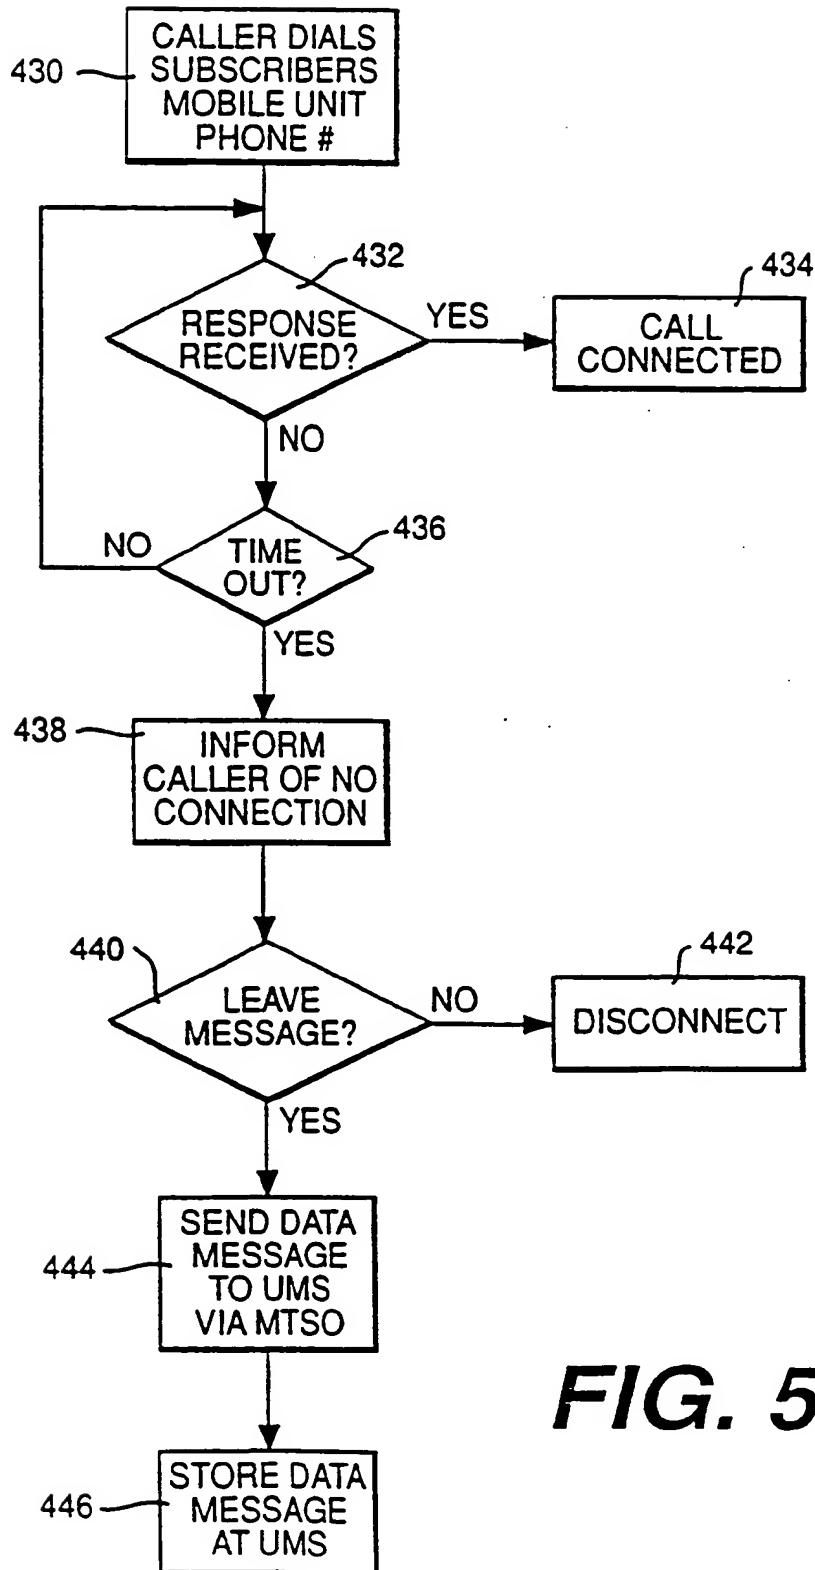 CALLER DIALS
430
SUBSCRIBERS
MOBILE UNIT
PHONE #
432
434
RESPONSE
RECEIVED?
YES
CALL
CONNECTED
NO
436
NO
TIME
OUT?
YES
438
INFORM
CALLER OF NO
CONNECTION
440
442
LEAVE
MESSAGE?
NO
DISCONNECT
YES
SEND DATA
MESSAGE
444
TO UMS
VIA MTSO
FIG. 5
STORE DATA
446
MESSAGE
AT UMS